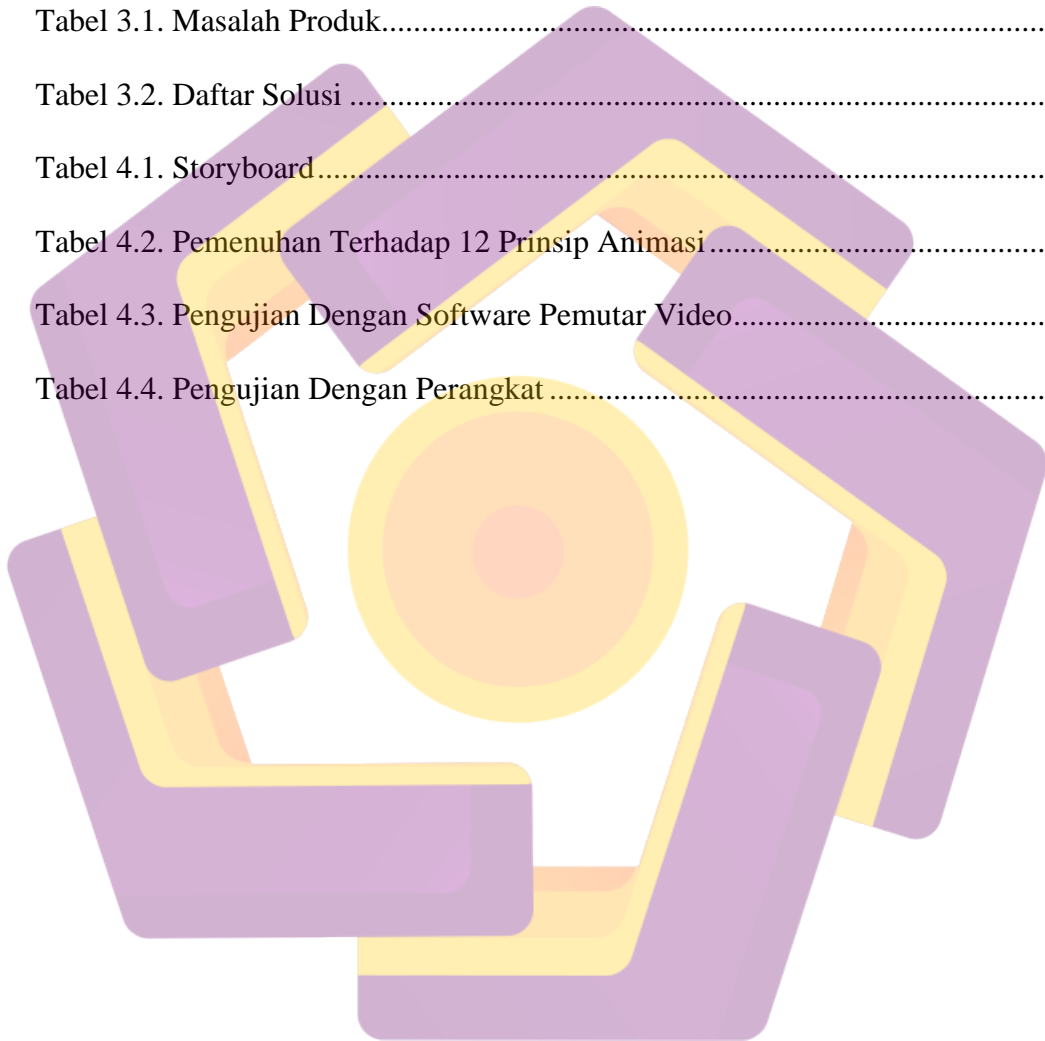 Tabel 3.1. Masalah Produk....................................................................................
Tabel 3.2. Daftar Solusi ........................................................................................
Tabel 4.1. Storyboard............................................................................................
Tabel 4.2. Pemenuhan Terhadap 12 Prinsip Animasi..........................................
Tabel 4.3. Pengujian Dengan Software Pemutar Video.......................................
Tabel 4.4. Pengujian Dengan Perangkat ..............................................................